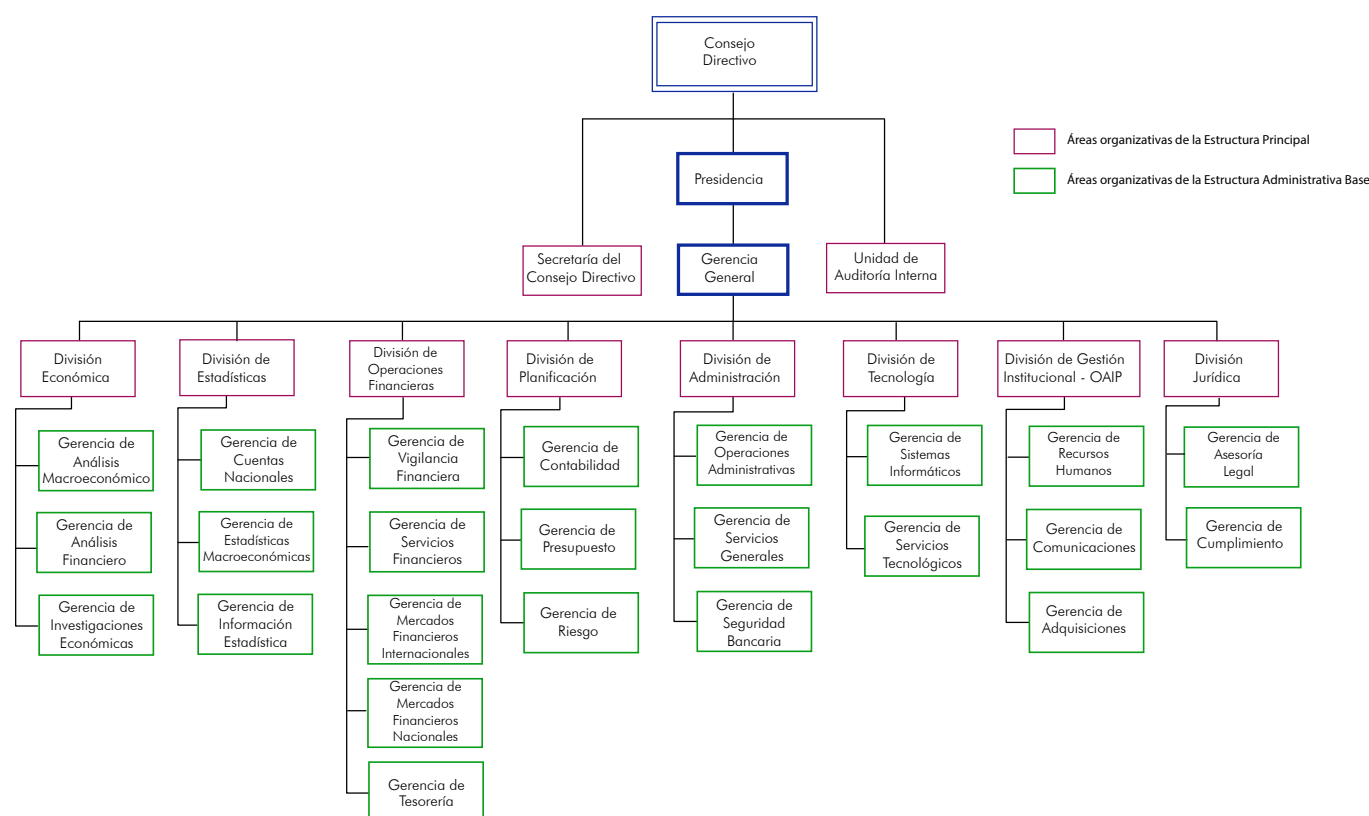 Consejo
Directivo
Áreas organizativas de la Estructura Principal
Áreas organizativas de la Estructura Administrativa Base
Presidencia
Secretaría del
Consejo Directivo
Gerencia
General
Unidad de
Auditoría Interna
División
Económica
División de
Estadísticas
División de
Operaciones
Financieras
División de
Planificación
División de
Administración
División de
Tecnología
División de Gestión
Institucional - OAIP
División
Jurídica
Gerencia de
Análisis
Macroeconómico
Gerencia de
Análisis
Financiero
Gerencia de
Investigaciones
Económicas
Gerencia de
Cuentas
Nacionales
Gerencia de
Estadísticas
Macroeconómicas
Gerencia de
Información
Estadística
Gerencia de
Vigilancia
Financiera
Gerencia de
Servicios
Financieros
Gerencia de
Mercados
Financieros
Internacionales
Gerencia de
Mercados
Financieros
Nacionales
Gerencia de
Tesorería
Gerencia de
Contabilidad
Gerencia de
Presupuesto
Gerencia de
Riesgo
Gerencia de
Operaciones
Administrativas
Gerencia de
Servicios
Generales
Gerencia de
Seguridad
Bancaria
Gerencia de
Sistemas
Informáticos
Gerencia de
Servicios
Tecnológicos
Gerencia de
Recursos
Humanos
Gerencia de
Comunicaciones
Gerencia de
Adquisiciones
Gerencia de
Asesoría
Legal
Gerencia de
Cumplimiento